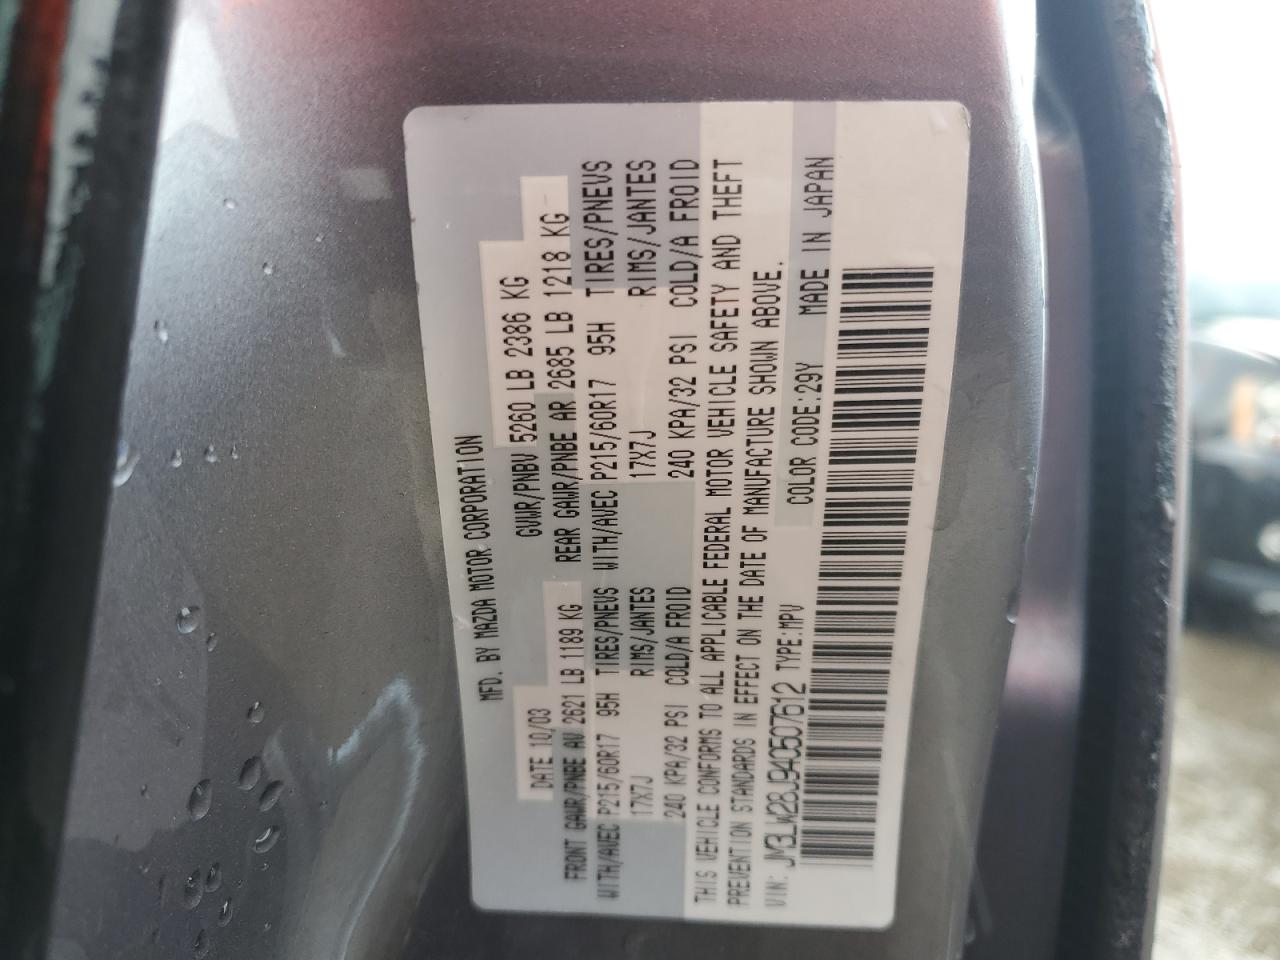 MFD. BY MAZDA MOTOR CORPORATION
DATE 10/03 GVWR/PNBV 5260 LB 2386 KG
FRONT GAWR/PNBE AV 2621 LB 1189 KG REAR GAWR/PNBE AR 2685 LB 1218 KG
WITH/AVEC P215/60R17 95H TIRES/PNEVS WITH/AVEC P215/60R17 95H TIRES/PNEVS
17X7J RIMS/JANTES 17X7J RIMS/JANTES
240 KPA/32 PSI COLD/A FROID 240 KPA/32 PSI COLD/A FROID
THIS VEHICLE CONFORMS TO ALL APPLICABLE FEDERAL MOTOR VEHICLE SAFETY AND THEFT
PREVENTION STANDARDS IN EFFECT ON THE DATE OF MANUFACTURE SHOWN ABOVE.
VIN: JM3LW28J940507612 TYPE:MPV COLOR CODE:29Y MADE IN JAPAN